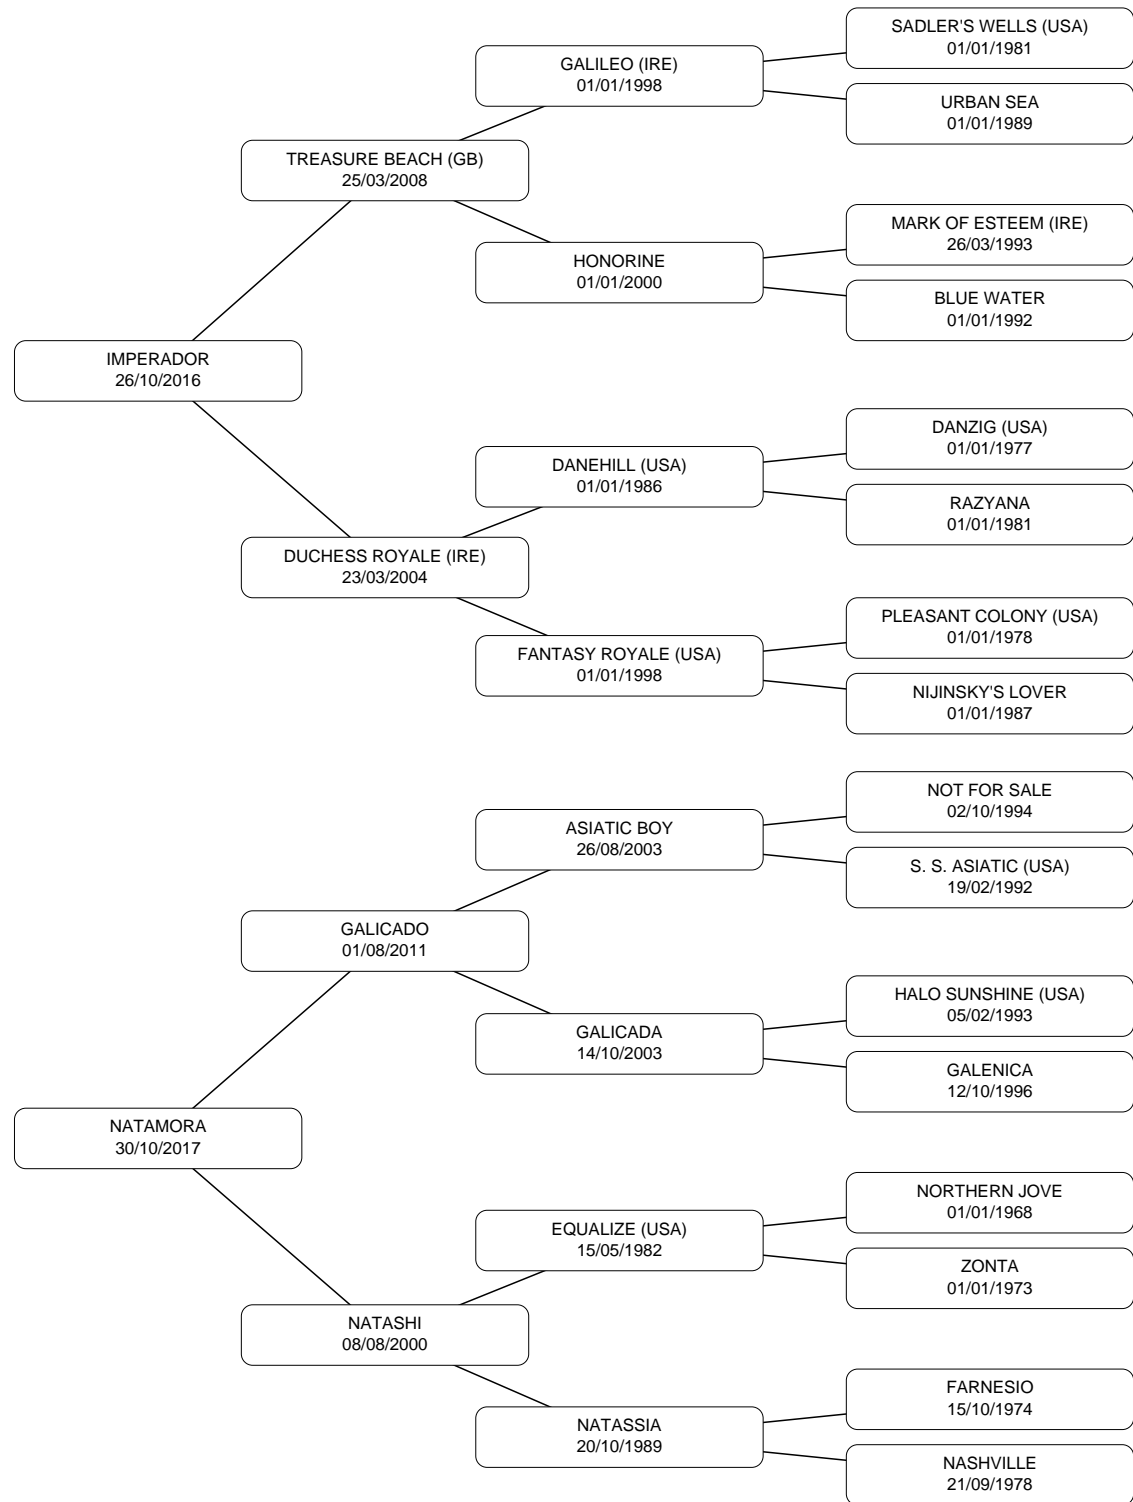 SADLER'S WELLS (USA)
01/01/1981
GALILEO (IRE)
01/01/1998
URBAN SEA
01/01/1989
TREASURE BEACH (GB)
25/03/2008
MARK OF ESTEEM (IRE)
26/03/1993
HONORINE
01/01/2000
BLUE WATER
01/01/1992
IMPERADOR
26/10/2016
DANZIG (USA)
01/01/1977
DANEHILL (USA)
01/01/1986
RAZYANA
01/01/1981
DUCHESS ROYALE (IRE)
23/03/2004
PLEASANT COLONY (USA)
01/01/1978
FANTASY ROYALE (USA)
01/01/1998
NIJINSKY'S LOVER
01/01/1987
NOT FOR SALE
02/10/1994
ASIATIC BOY
26/08/2003
S. S. ASIATIC (USA)
19/02/1992
GALICADO
01/08/2011
HALO SUNSHINE (USA)
05/02/1993
GALICADA
14/10/2003
GALENICA
12/10/1996
NATAMORA
30/10/2017
NORTHERN JOVE
01/01/1968
EQUALIZE (USA)
15/05/1982
ZONTA
01/01/1973
NATASHI
08/08/2000
FARNESIO
15/10/1974
NATASSIA
20/10/1989
NASHVILLE
21/09/1978